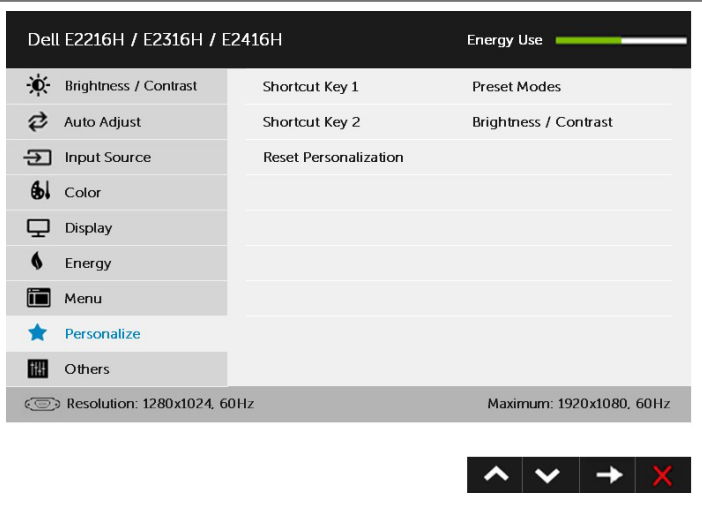 Dell E2216H / E2316H / E2416H Energy Use
Brightness / Contrast Shortcut Key 1 Preset Modes
Auto Adjust Shortcut Key 2 Brightness / Contrast
Input Source Reset Personalization
Color
Display
Energy
Menu
Personalize
Others
Resolution: 1280x1024, 60Hz Maximum: 1920x1080, 60Hz